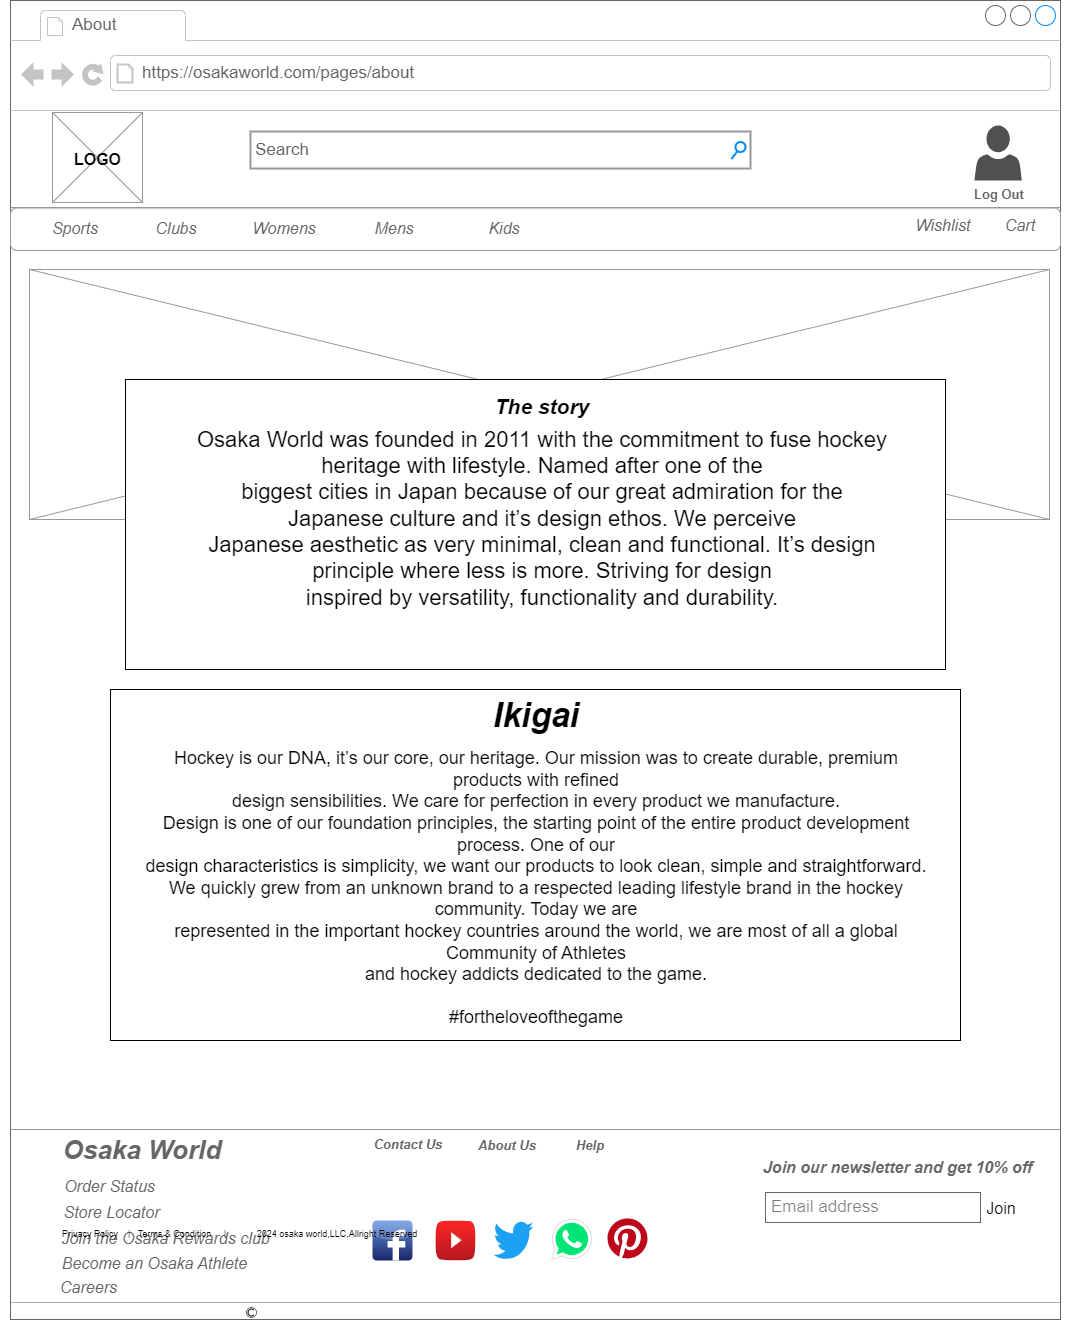 About
https://osakaworld.com/pages/about
LOGO
Search
Log Out
Sports Clubs Womens Mens Kids Wishlist Cart
The story
Osaka World was founded in 2011 with the commitment to fuse hockey
heritage with lifestyle. Named after one of the
biggest cities in Japan because of our great admiration for the
Japanese culture and it’s design ethos. We perceive
Japanese aesthetic as very minimal, clean and functional. It’s design
principle where less is more. Striving for design
inspired by versatility, functionality and durability.
Ikigai
Hockey is our DNA, it’s our core, our heritage. Our mission was to create durable, premium
products with refined
design sensibilities. We care for perfection in every product we manufacture.
Design is one of our foundation principles, the starting point of the entire product development
process. One of our
design characteristics is simplicity, we want our products to look clean, simple and straightforward.
We quickly grew from an unknown brand to a respected leading lifestyle brand in the hockey
community. Today we are
represented in the important hockey countries around the world, we are most of all a global
Community of Athletes
and hockey addicts dedicated to the game.
#fortheloveofthegame
Osaka World
Order Status
Store Locator
Join the Osaka Rewards club
Become an Osaka Athlete
Careers
Privacy Policy | Terms & Condition | 2024 osaka world,LLC,Allright Reserved
©
Contact Us About Us Help
Join our newsletter and get 10% off
Email address Join